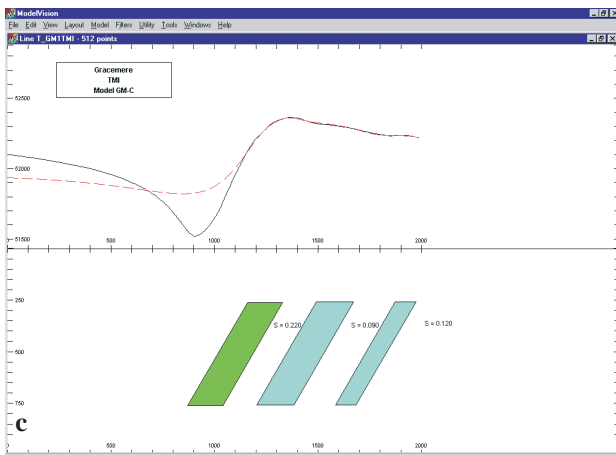 ModelVision
File Edit View Layout Model Filters Utility Tools Windows Help
Line T_GM1TMI - 512 points
Gracemere
TMI
Model GM-C
52500
52000
51500
500 1000 1500 2000
250
S = 0.220 S = 0.090 S = 0.120
500
750
c
500 1000 1500 2000